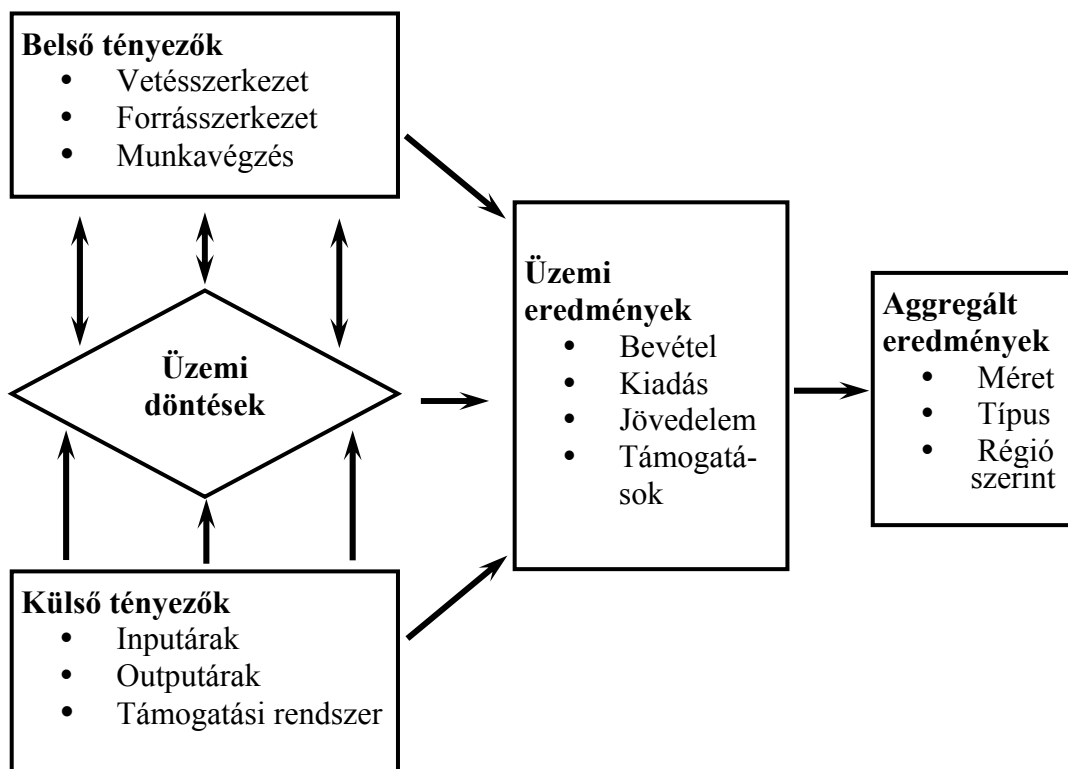 Belső tényezők
• Vetésszerkezet
• Forrásszerkezet
• Munkavégzés
Üzemi
döntések
Külső tényezők
• Inputárak
• Outputárak
• Támogatási rendszer
Üzemi
eredmények
• Bevétel
• Kiadás
• Jövedelem
• Támogatá-
sok
Aggregált
eredmények
• Méret
• Típus
• Régió
szerint